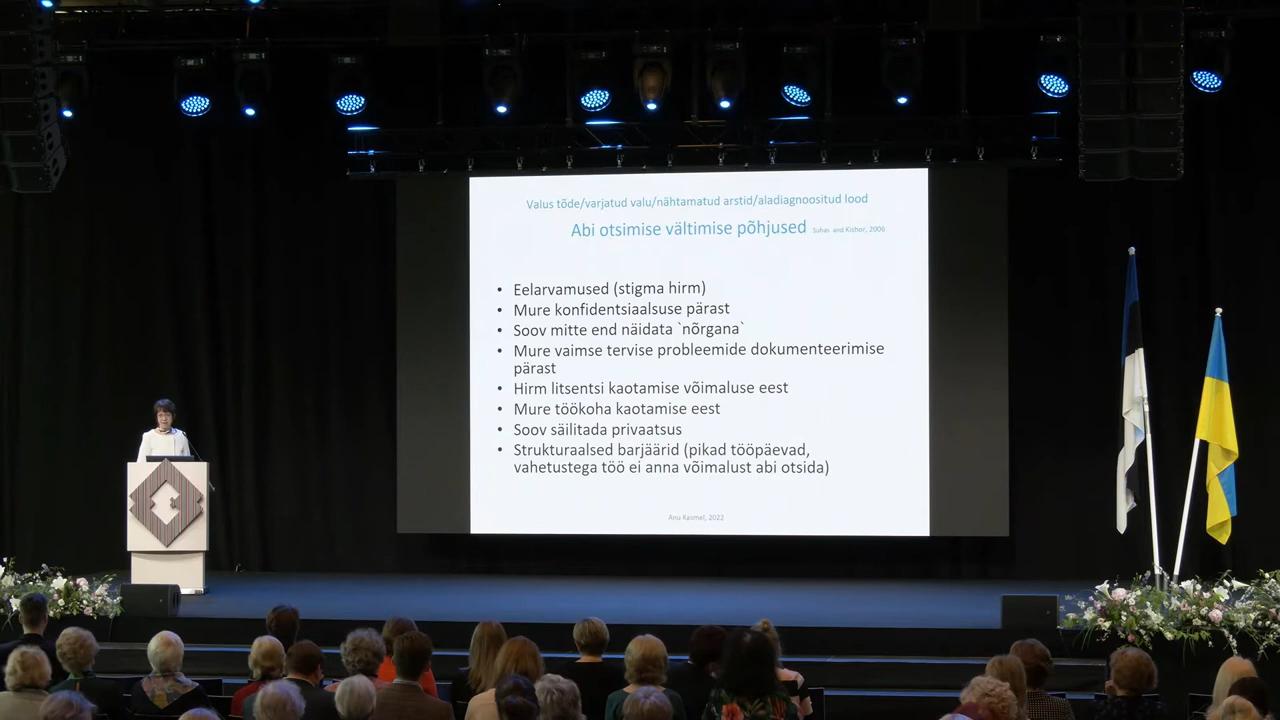 Valus tõde/varjatud valu/nähtamatud arstid/aladiagnoositud lood
Abi otsimise vältimise põhjused Suhas and Kishor, 2006
• Eelarvamused (stigma hirm)
• Mure konfidentsiaalsuse pärast
• Soov mitte end näidata `nõrgana`
• Mure vaimse tervise probleemide dokumenteerimise
pärast
• Hirm litsentsi kaotamise võimaluse eest
• Mure töökoha kaotamise eest
• Soov säilitada privaatsus
• Strukturaalsed barjäärid (pikad tööpäevad,
vahetustega töö ei anna võimalust abi otsida)
Anu Kasmel, 2022